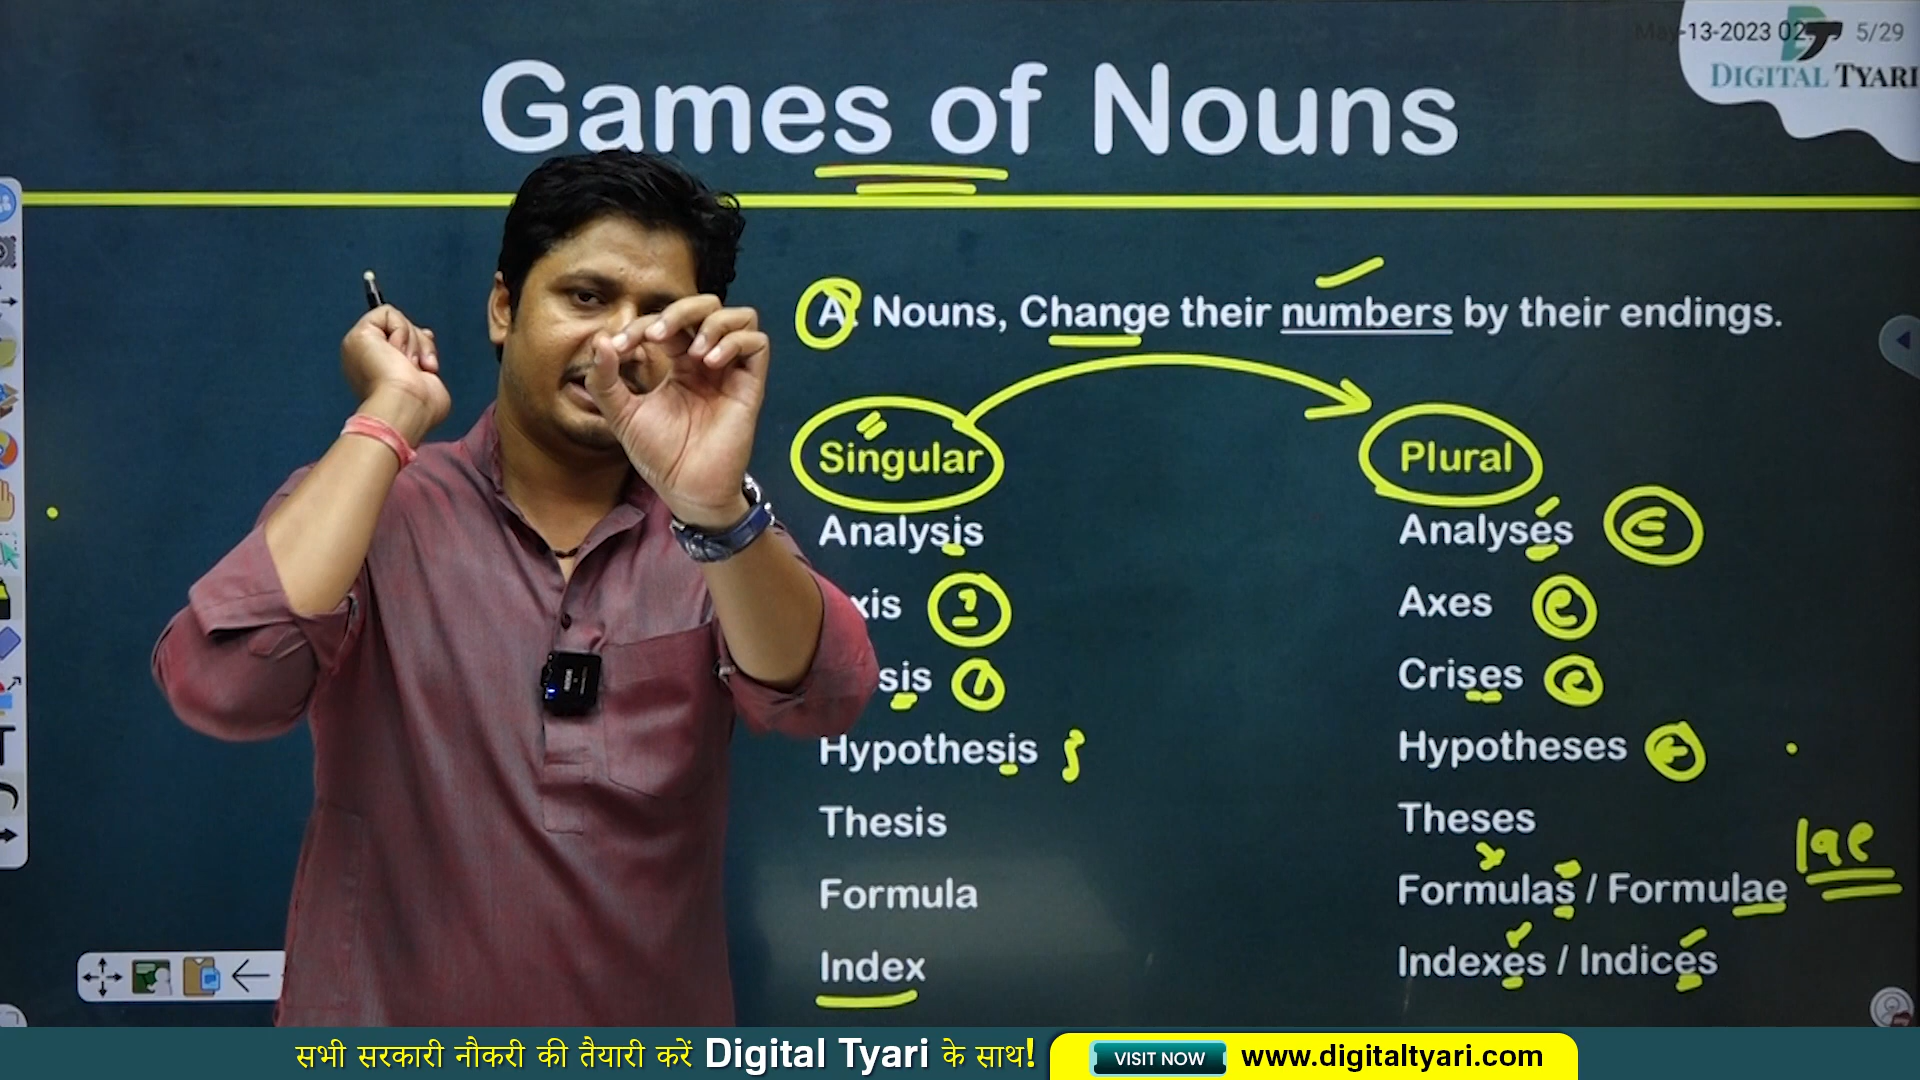 May-13-2023 02 5/29
DIGITAL TYARI
Games of Nouns
A. Nouns, Change their numbers by their endings.
Singular Plural
Analysis Analyses
xis Axes
sis Crises
Hypothesis Hypotheses
Thesis Theses
Formula Formulas / Formulae
Index Indexes / Indices
सभी सरकारी नौकरी की तैयारी करें Digital Tyari के साथ!
VISIT NOW www.digitaltyari.com